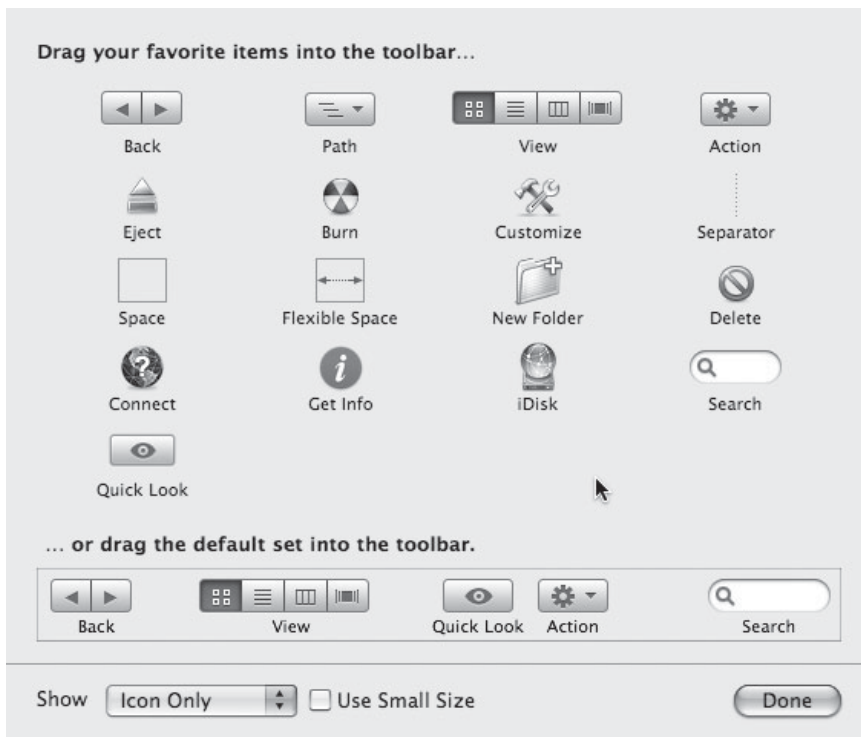 Drag your favorite items into the toolbar...
Back Path View Action
Eject Burn Customize Separator
Space Flexible Space New Folder Delete
Connect Get Info iDisk Search
Quick Look
... or drag the default set into the toolbar.
Back View Quick Look Action Search
Show Icon Only Use Small Size Done